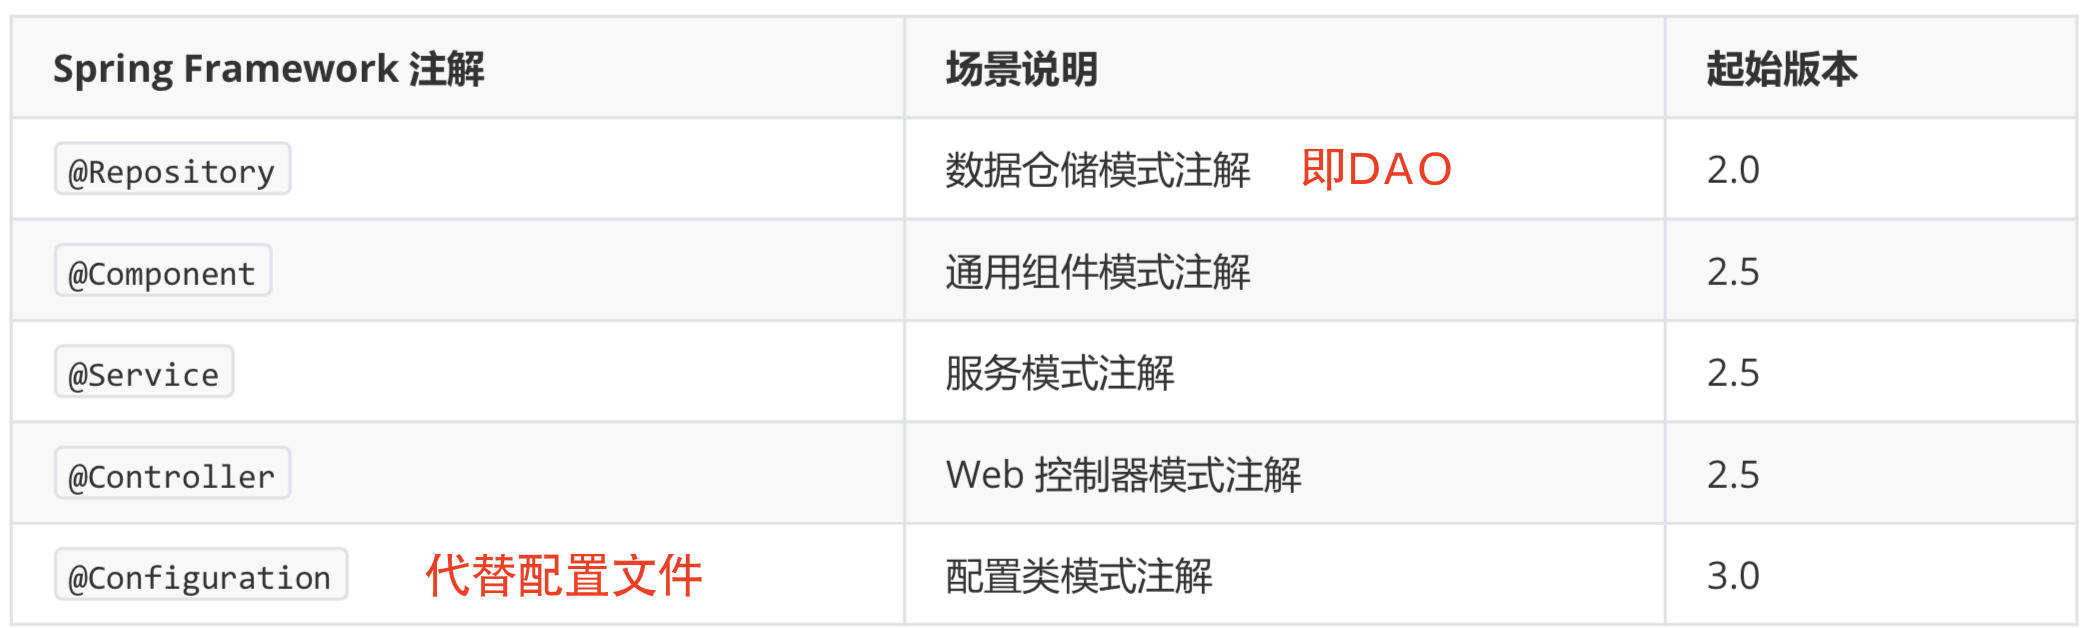 Spring Framework 注解 场景说明 起始版本
@Repository 数据仓储模式注解 即DAO 2.0
@Component 通用组件模式注解 2.5
@Service 服务模式注解 2.5
@Controller Web 控制器模式注解 2.5
@Configuration 代替配置文件 配置类模式注解 3.0